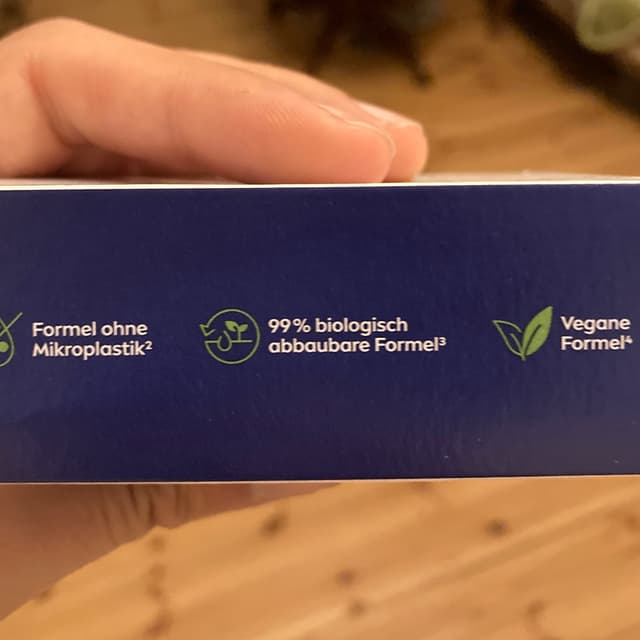 Formel ohne
Mikroplastik²
99% biologisch
abbaubare Formel³
Vegane
Formel⁴